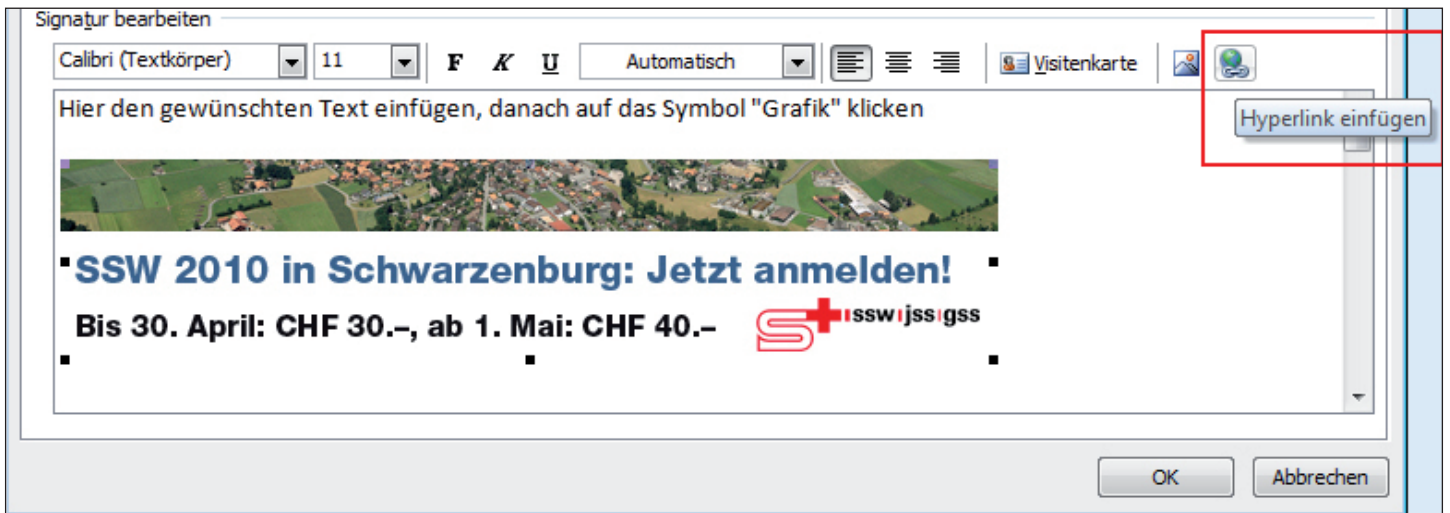 Signatur bearbeiten
Calibri (Textkörper) 11 F K U Automatisch Visitenkarte
Hier den gewünschten Text einfügen, danach auf das Symbol "Grafik" klicken
Hyperlink einfügen
SSW 2010 in Schwarzenburg: Jetzt anmelden!
Bis 30. April: CHF 30.–, ab 1. Mai: CHF 40.–
ssw jss gss
OK Abbrechen